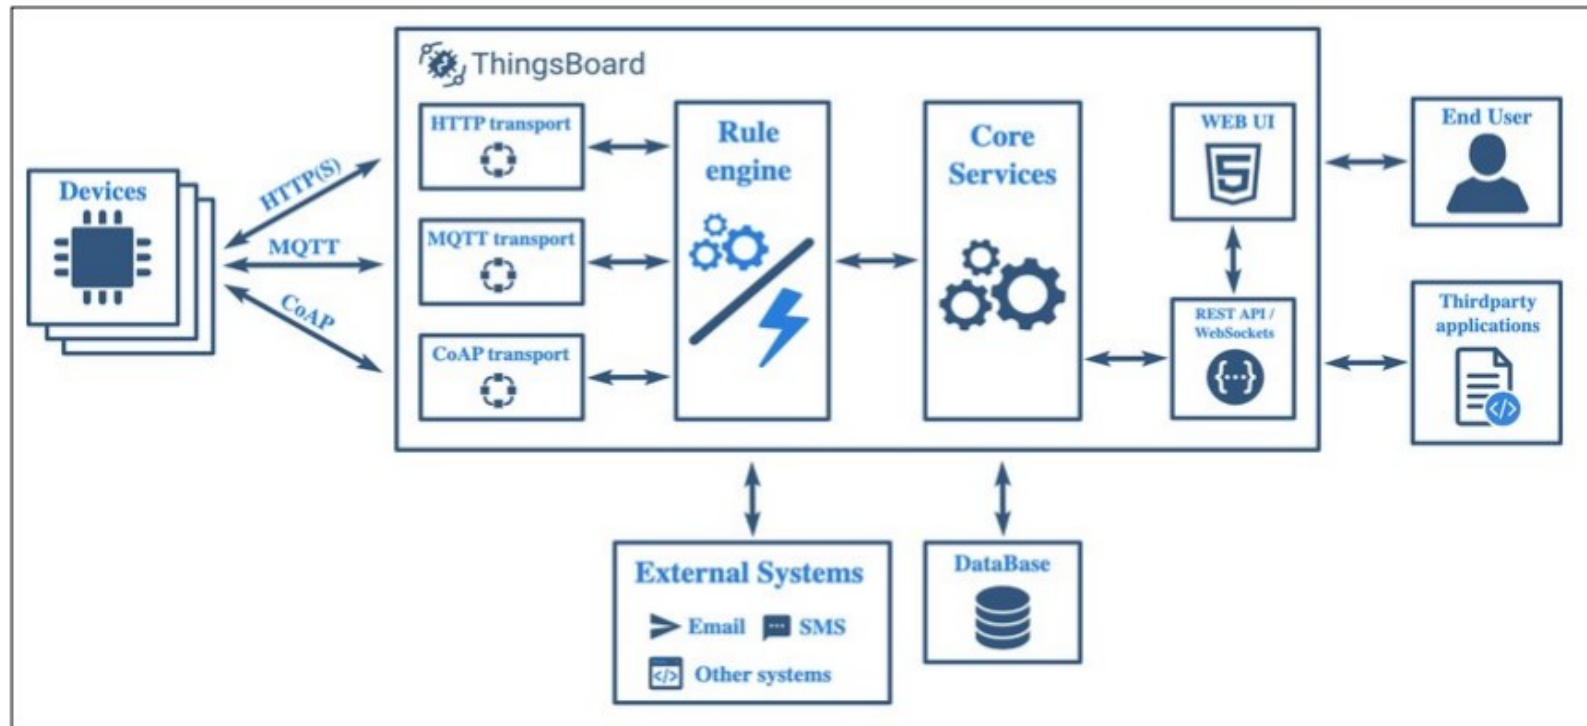 ThingsBoard
Devices
HTTP(S)
MQTT
CoAP
HTTP transport
MQTT transport
CoAP transport
Rule
engine
Core
Services
WEB UI
REST API /
WebSockets
End User
Thirdparty
applications
External Systems
Email
SMS
Other systems
DataBase